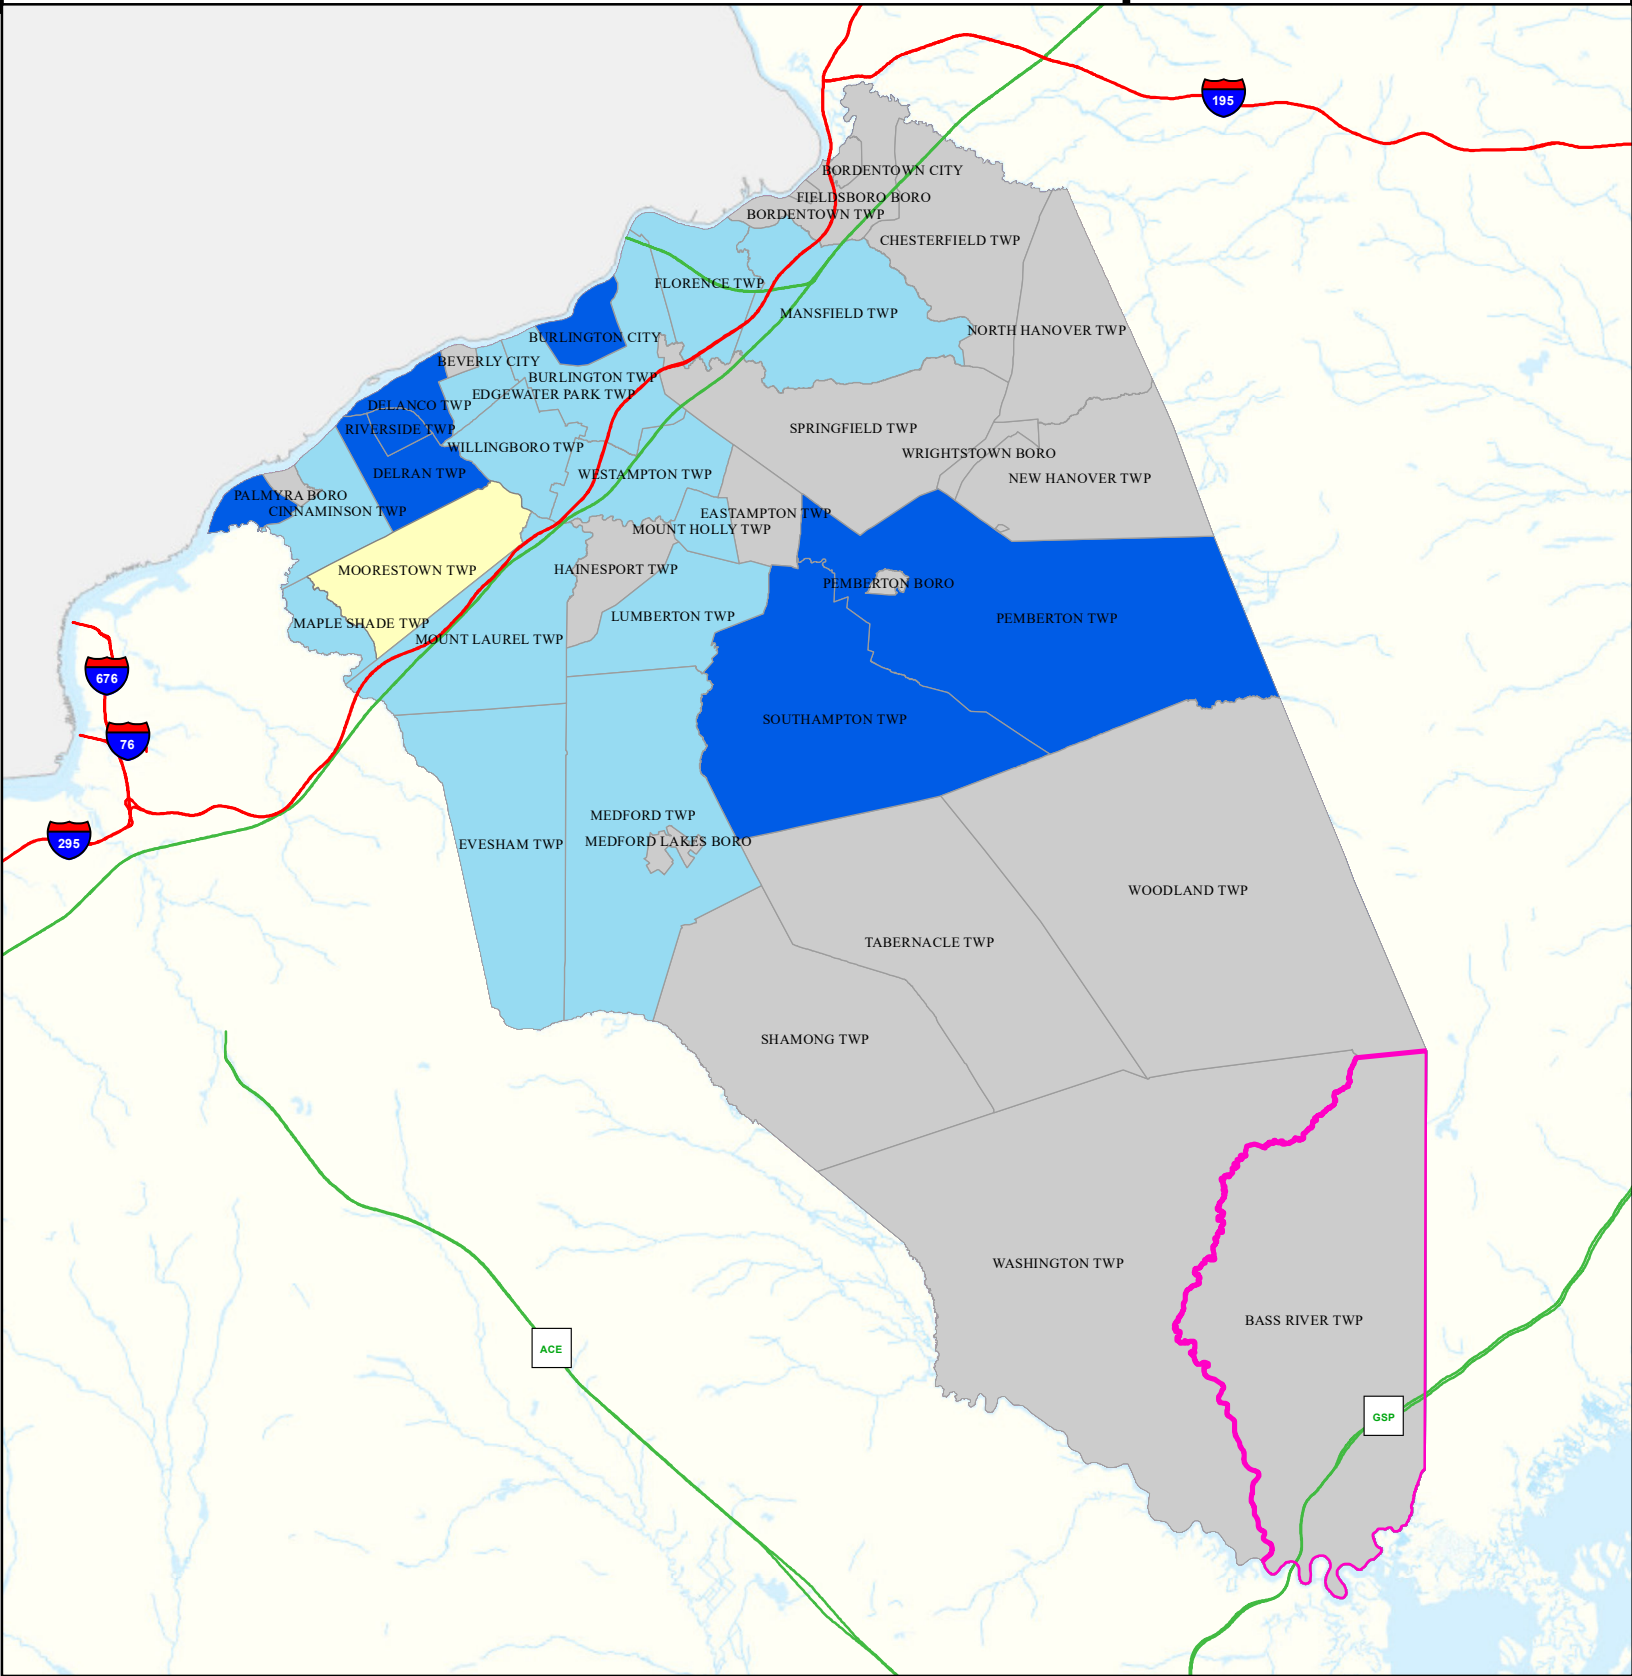 195
BORDENTOWN CITY
FIELDSBORO BORO
BORDENTOWN TWP
CHESTERFIELD TWP
FLORENCE TWP
MANSFIELD TWP
NORTH HANOVER TWP
BURLINGTON CITY
BEVERLY CITY
BURLINGTON TWP
EDGEWATER PARK TWP
DELANCO TWP
RIVERSIDE TWP
SPRINGFIELD TWP
WILLINGBORO TWP
WRIGHTSTOWN BORO
DELRAN TWP
WESTAMPTON TWP
NEW HANOVER TWP
PALMYRA BORO
CINNAMINSON TWP
EASTAMPTON TWP
MOUNT HOLLY TWP
MOORESTOWN TWP
HAINESPORT TWP
PEMBERTON BORO
LUMBERTON TWP
PEMBERTON TWP
MAPLE SHADE TWP
MOUNT LAUREL TWP
676
SOUTHAMPTON TWP
76
MEDFORD TWP
295
EVESHAM TWP
MEDFORD LAKES BORO
WOODLAND TWP
TABERNACLE TWP
SHAMONG TWP
WASHINGTON TWP
BASS RIVER TWP
ACE
GSP